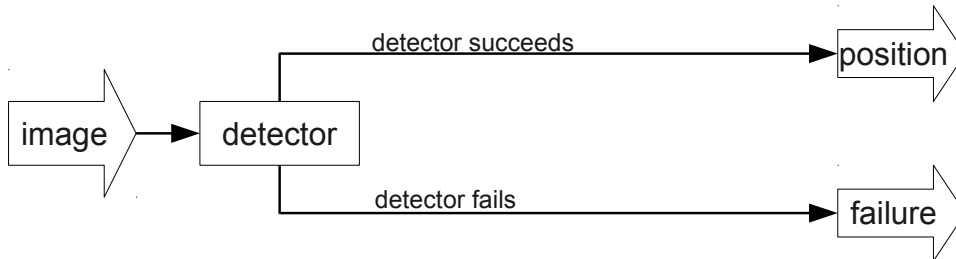 detector succeeds
position
image
detector
detector fails
failure